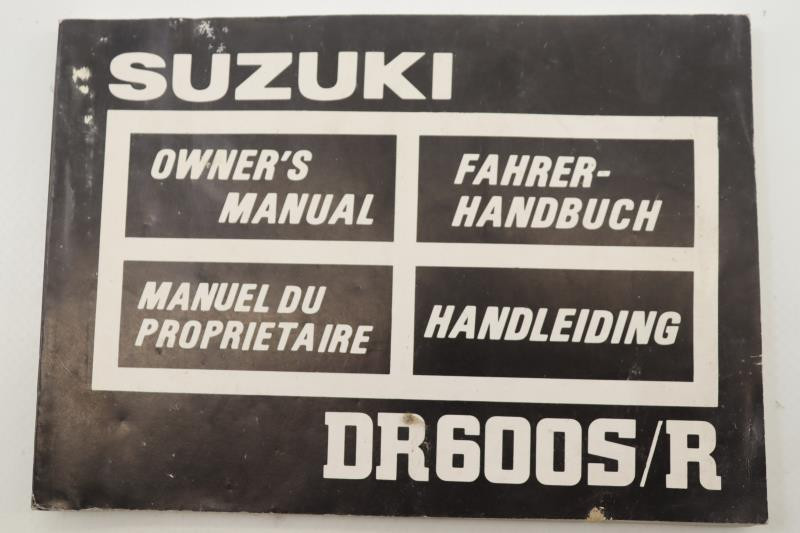 SUZUKI
OWNER'S
MANUAL
FAHRER-
HANDBUCH
MANUEL DU
PROPRIETAIRE
HANDLEIDING
DR600S/R